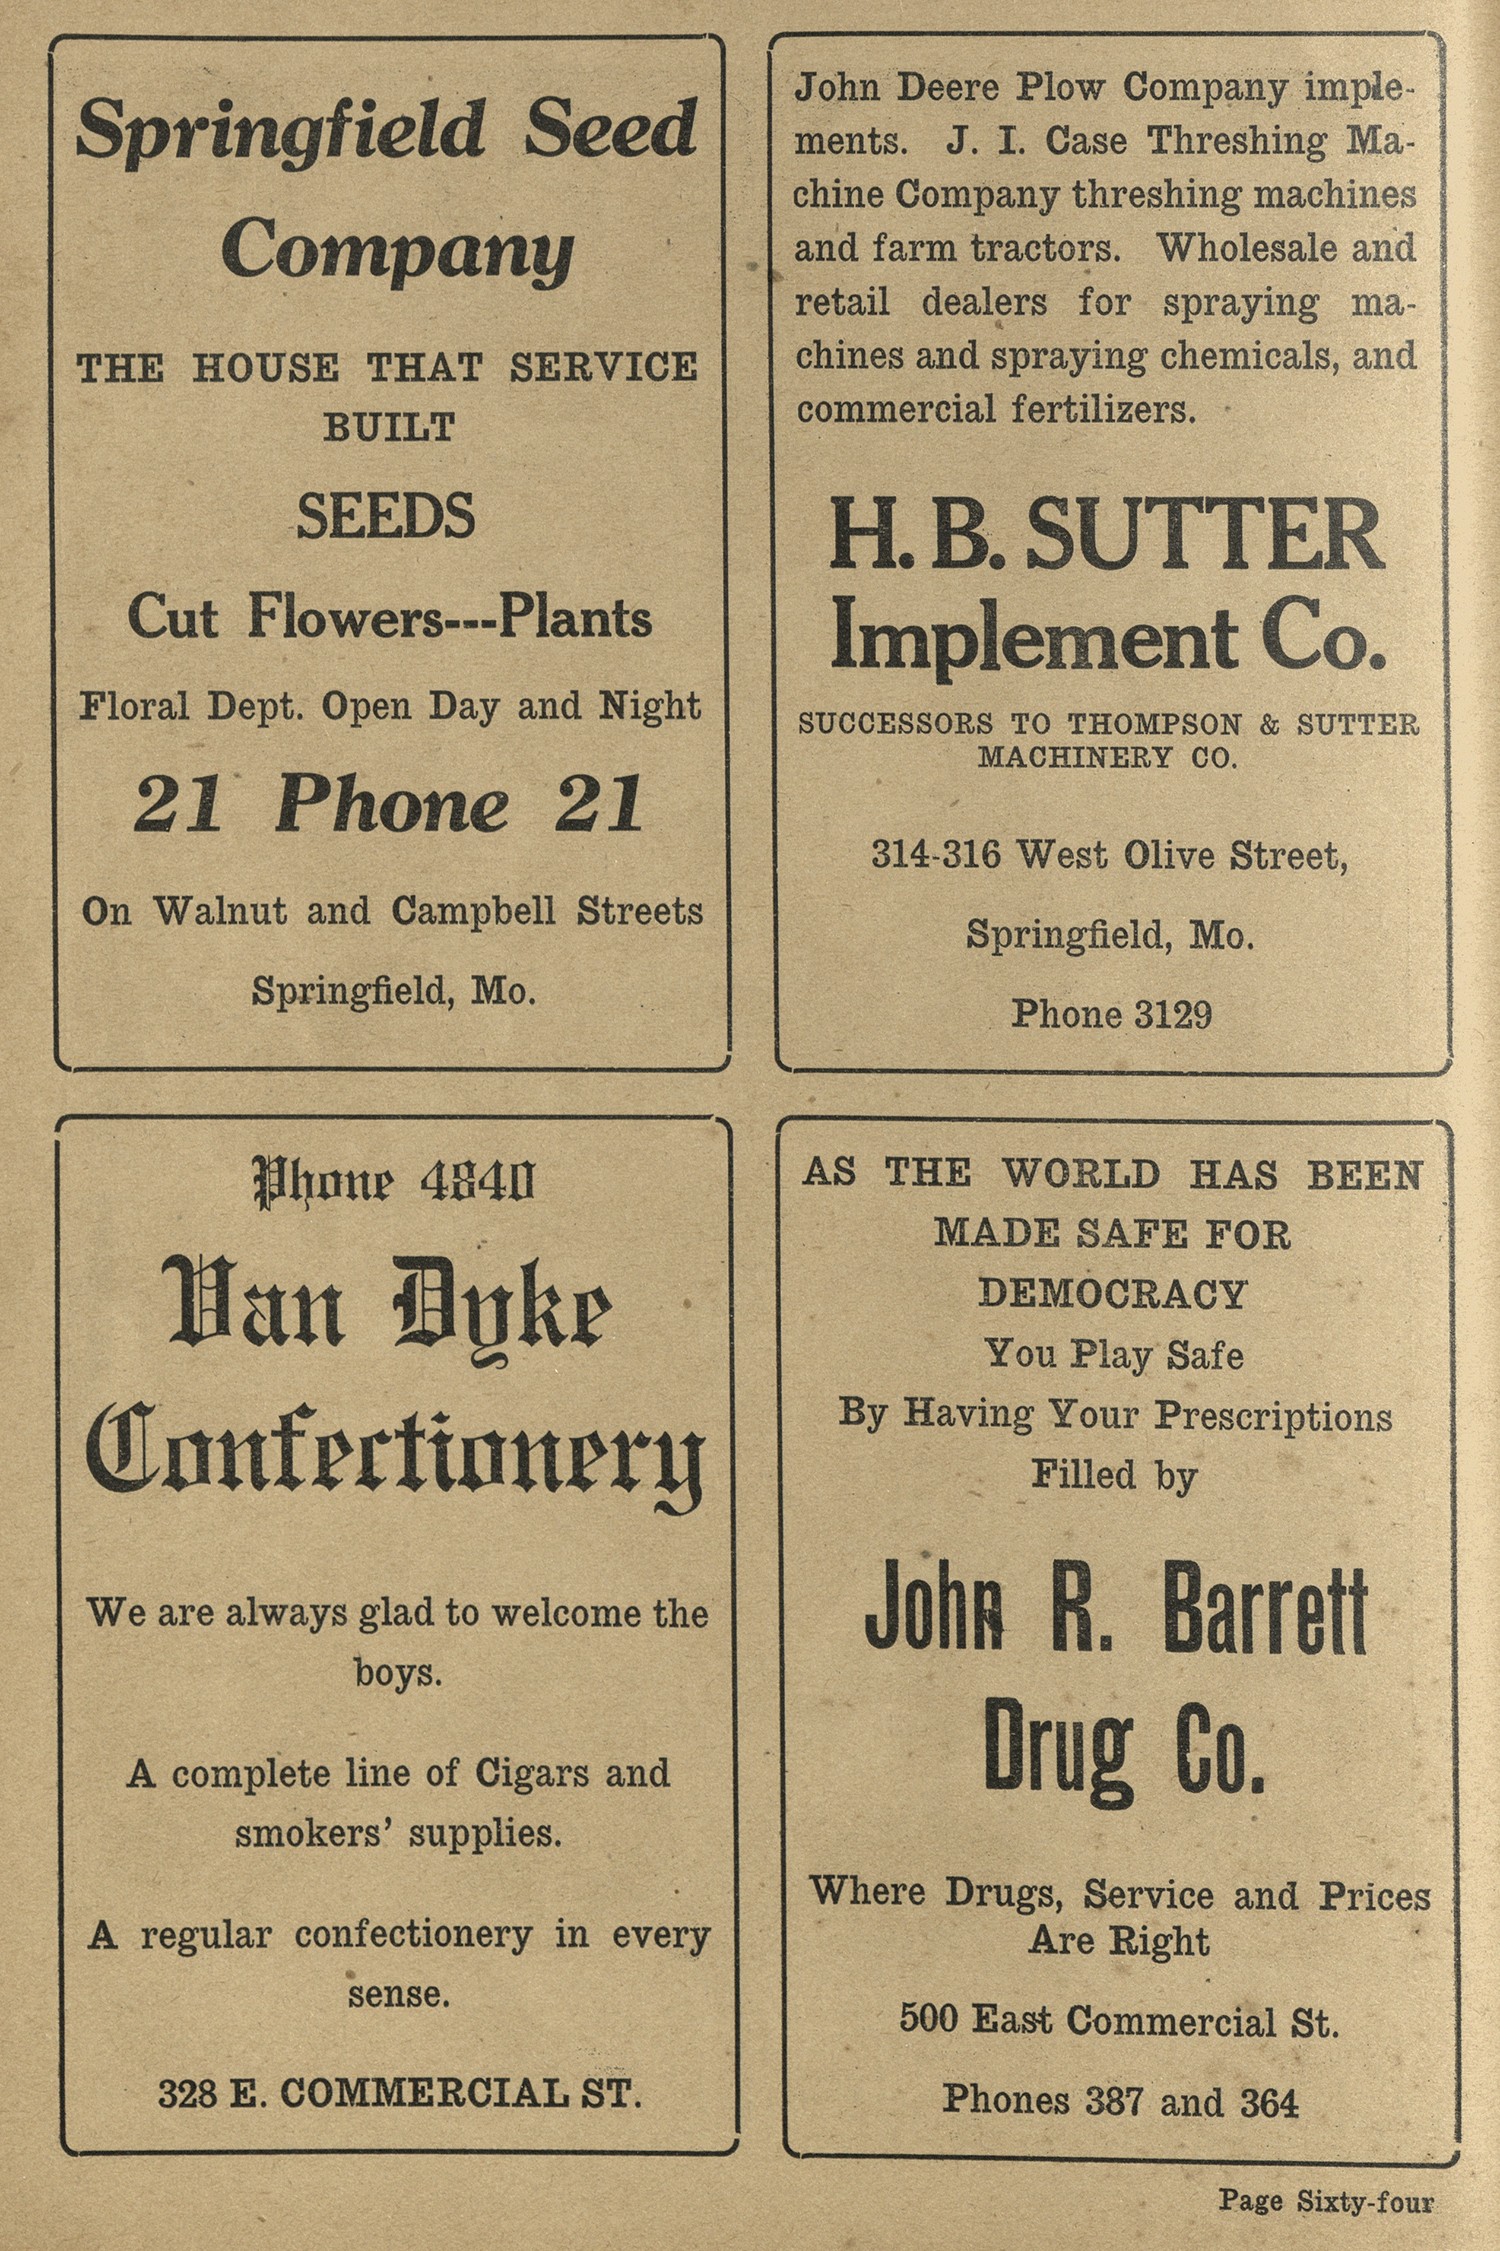 Springfield Seed
Company
THE HOUSE THAT SERVICE
BUILT
SEEDS
Cut Flowers---Plants
Floral Dept. Open Day and Night
21 Phone 21
On Walnut and Campbell Streets
Springfield, Mo.
John Deere Plow Company imple-
ments. J. I. Case Threshing Ma-
chine Company threshing machines
and farm tractors. Wholesale and
retail dealers for spraying ma-
chines and spraying chemicals, and
commercial fertilizers.
H. B. SUTTER
Implement Co.
SUCCESSORS TO THOMPSON & SUTTER
MACHINERY CO.
314-316 West Olive Street,
Springfield, Mo.
Phone 3129
Phone 4840
Van Dyke
Confectionery
We are always glad to welcome the
boys.
A complete line of Cigars and
smokers' supplies.
A regular confectionery in every
sense.
328 E. COMMERCIAL ST.
AS THE WORLD HAS BEEN
MADE SAFE FOR
DEMOCRACY
You Play Safe
By Having Your Prescriptions
Filled by
John R. Barrett
Drug Co.
Where Drugs, Service and Prices
Are Right
500 East Commercial St.
Phones 387 and 364
Page Sixty-four